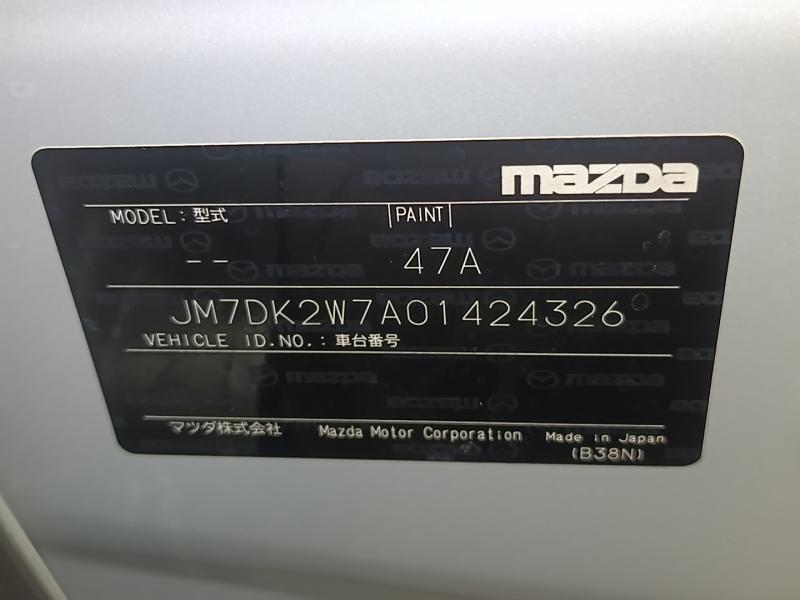 mazda
MODEL : 型式 PAINT
-- 47A
JM7DK2W7A01424326
VEHICLE ID.NO. : 車台番号
マツダ株式会社 Mazda Motor Corporation Made in Japan
(B38N)